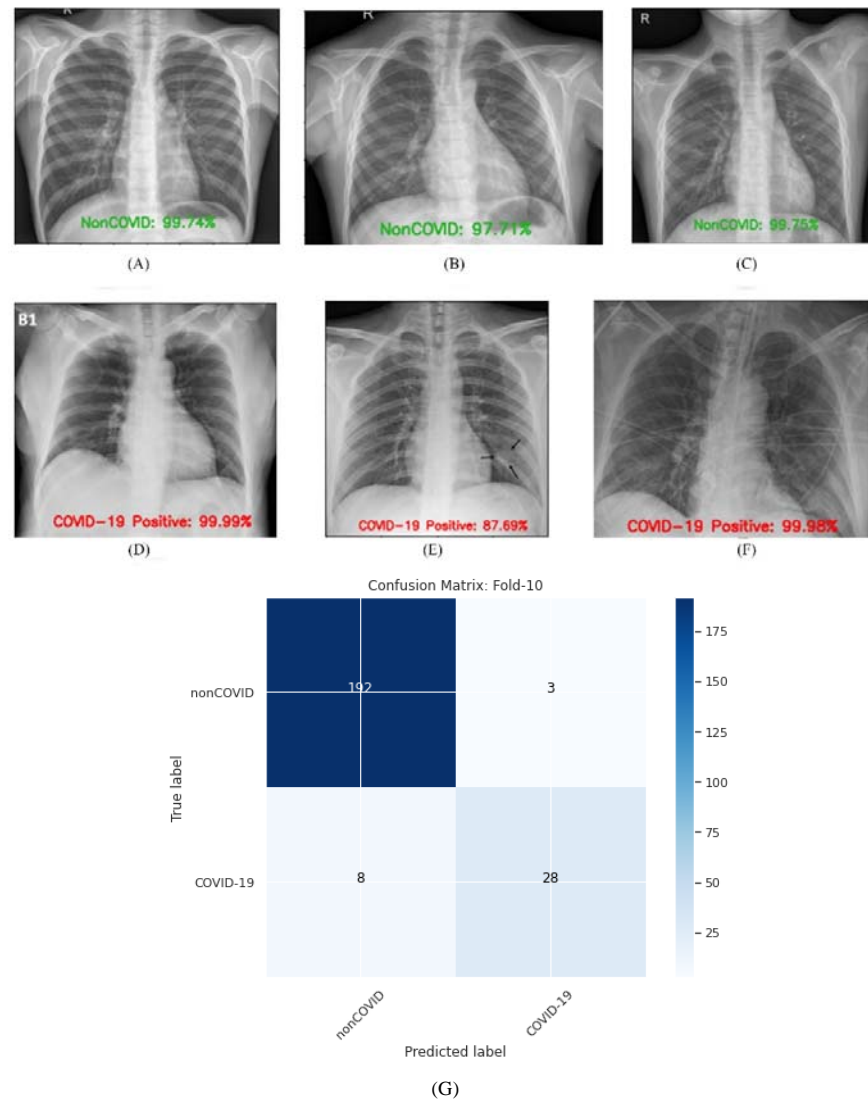 R
R
R
NonCOVID: 99.74%
NonCOVID: 97.71%
NonCOVID: 99.75%
(A)
(B)
(C)
B1
COVID-19 Positive: 99.99%
COVID-19 Positive: 87.69%
COVID-19 Positive: 99.98%
(D)
(E)
(F)
Confusion Matrix: Fold-10
nonCOVID
192
3
COVID-19
8
28
True label
nonCOVID
COVID-19
Predicted label
175
150
125
100
75
50
25
(G)